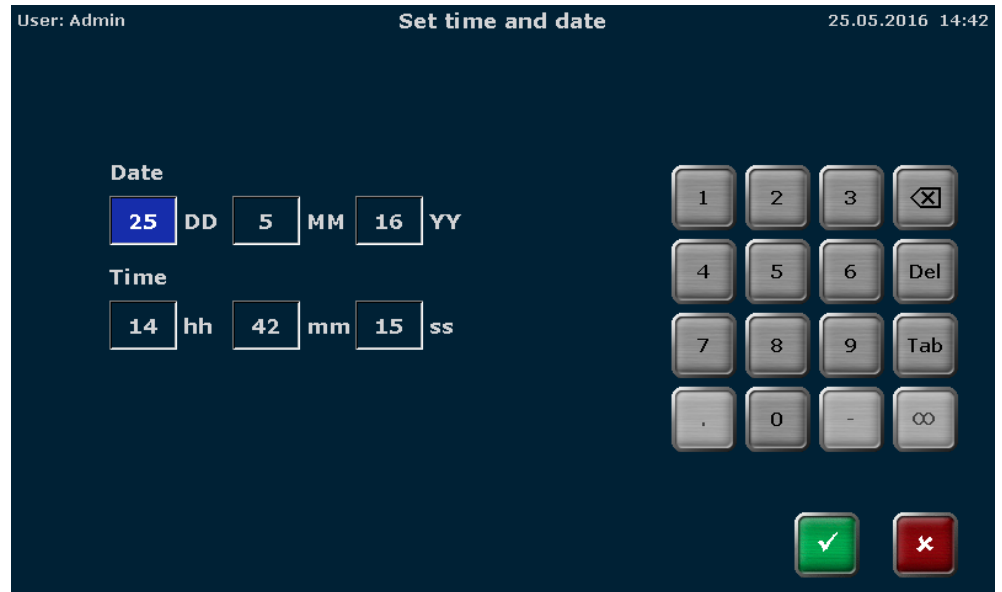 User: Admin Set time and date 25.05.2016 14:42
Date
25 DD 5 MM 16 YY
Time
14 hh 42 mm 15 ss
1 2 3
4 5 6 Del
7 8 9 Tab
. 0 - ∞